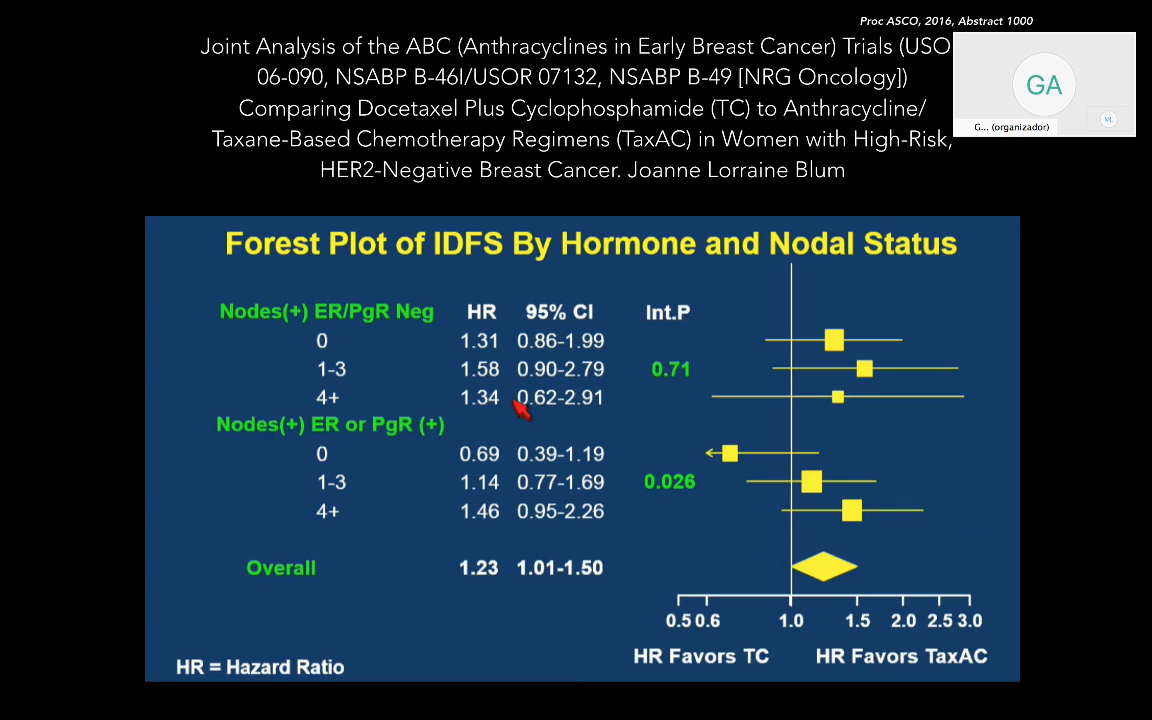 Proc ASCO, 2016, Abstract 1000
Joint Analysis of the ABC (Anthracyclines in Early Breast Cancer) Trials (USO
06-090, NSABP B-46I/USOR 07132, NSABP B-49 [NRG Oncology])
Comparing Docetaxel Plus Cyclophosphamide (TC) to Anthracycline/
Taxane-Based Chemotherapy Regimens (TaxAC) in Women with High-Risk,
HER2-Negative Breast Cancer. Joanne Lorraine Blum
GA
ML
G... (organizador)
Forest Plot of IDFS By Hormone and Nodal Status
Nodes(+) ER/PgR Neg HR 95% CI Int.P
0 1.31 0.86-1.99
1-3 1.58 0.90-2.79 0.71
4+ 1.34 0.62-2.91
Nodes(+) ER or PgR (+)
0 0.69 0.39-1.19
1-3 1.14 0.77-1.69 0.026
4+ 1.46 0.95-2.26
Overall 1.23 1.01-1.50
0.5 0.6 1.0 1.5 2.0 2.5 3.0
HR Favors TC HR Favors TaxAC
HR = Hazard Ratio